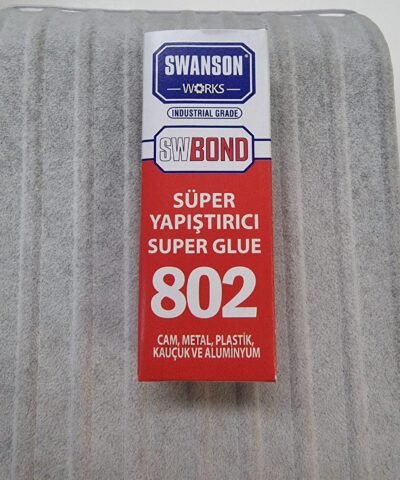 SWANSON
WORKS
INDUSTRIAL GRADE
SWBOND
SÜPER
YAPIŞTIRICI
SUPER GLUE
802
CAM, METAL, PLASTİK,
KAUÇUK VE ALUMİNYUM